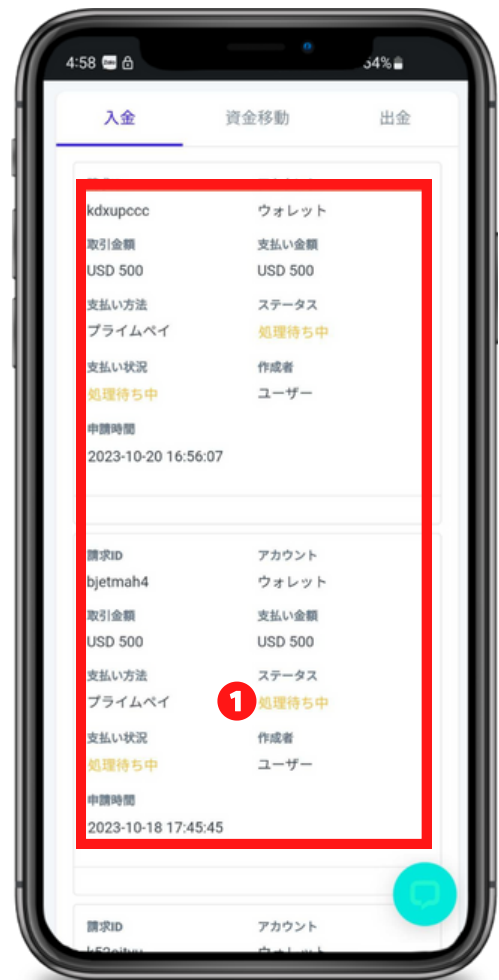 4:58
54%
入金 資金移動 出金
kdxupccc ウォレット
取引金額 支払い金額
USD 500 USD 500
支払い方法 ステータス
プライムペイ 処理待ち中
支払い状況 作成者
処理待ち中 ユーザー
申請時間
2023-10-20 16:56:07
請求ID アカウント
bjetmah4 ウォレット
取引金額 支払い金額
USD 500 USD 500
支払い方法 ステータス
プライムペイ 1 処理待ち中
支払い状況 作成者
処理待ち中 ユーザー
申請時間
2023-10-18 17:45:45
請求ID アカウント